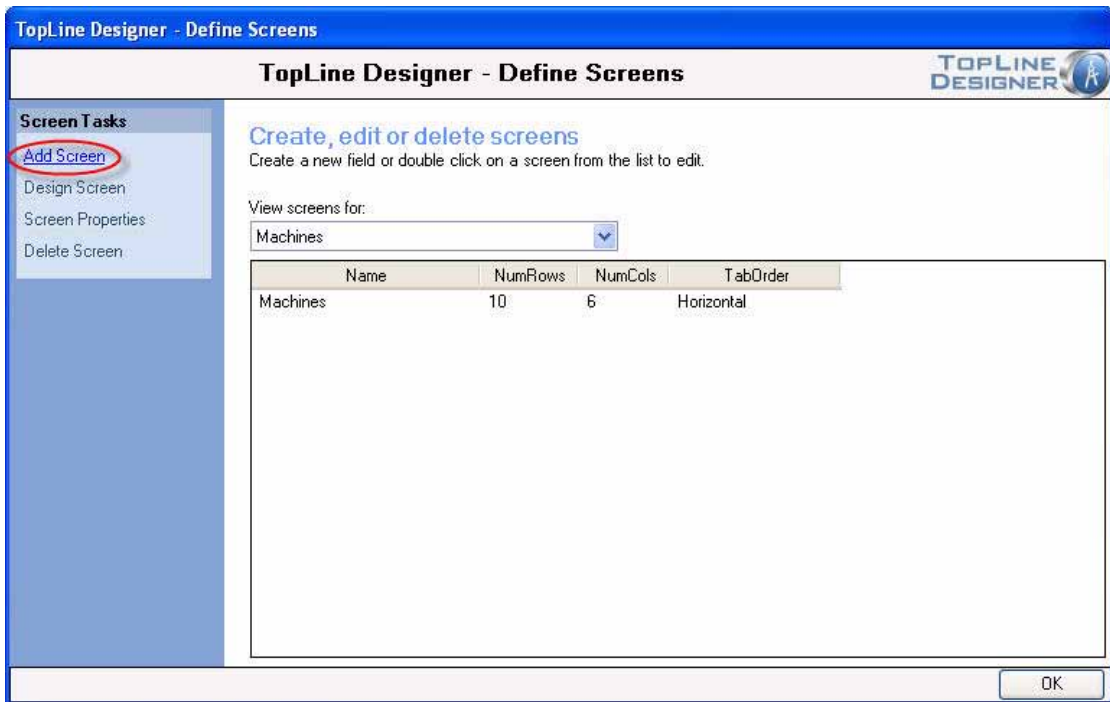 TopLine Designer - Define Screens
TopLine Designer - Define Screens
TOPLINE
DESIGNER
Screen Tasks
Add Screen
Design Screen
Screen Properties
Delete Screen
Create, edit or delete screens
Create a new field or double click on a screen from the list to edit.
View screens for:
Machines
Name NumRows NumCols TabOrder
Machines 10 6 Horizontal
OK